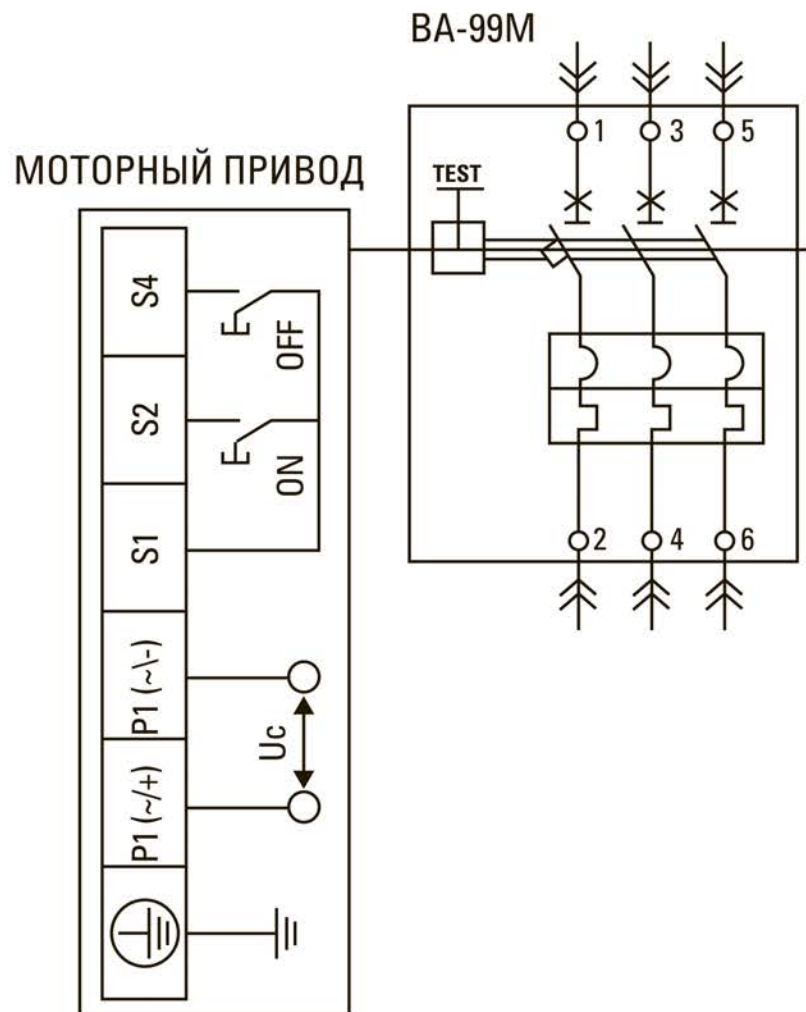 ВА-99М
1 3 5
МОТОРНЫЙ ПРИВОД
TEST
S4
OFF
S2
ON
S1
2 4 6
P1 (~\-)
Uc
P1 (~/+)